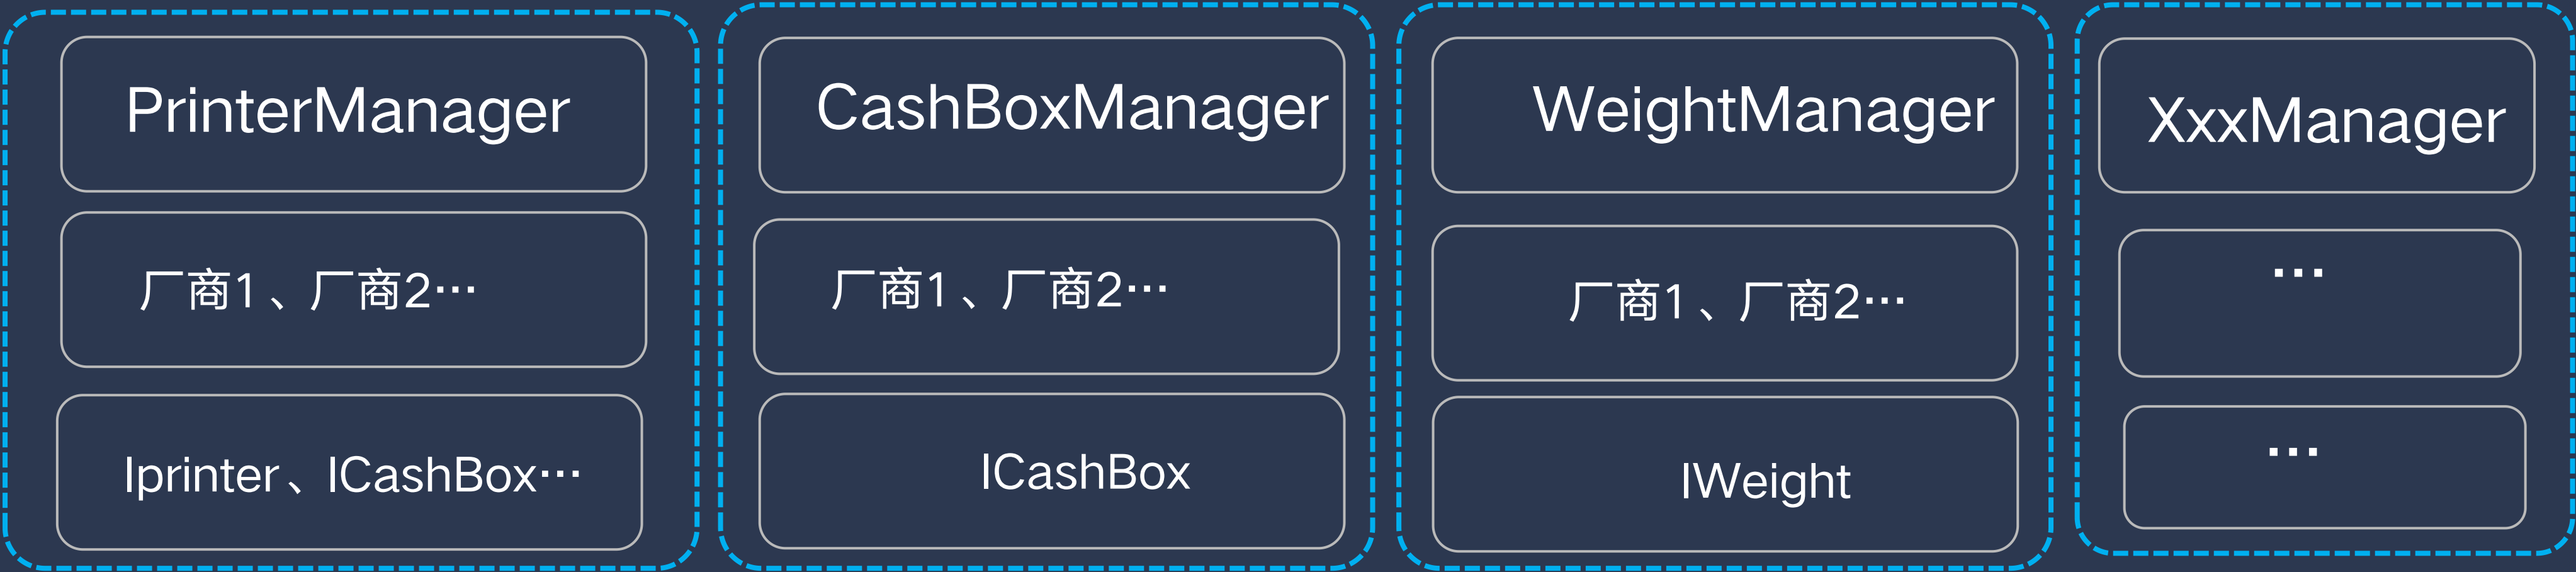 PrinterManager
厂商1、厂商2…
Iprinter、ICashBox…
CashBoxManager
厂商1、厂商2…
ICashBox
WeightManager
厂商1、厂商2…
IWeight
XxxManager
…
…